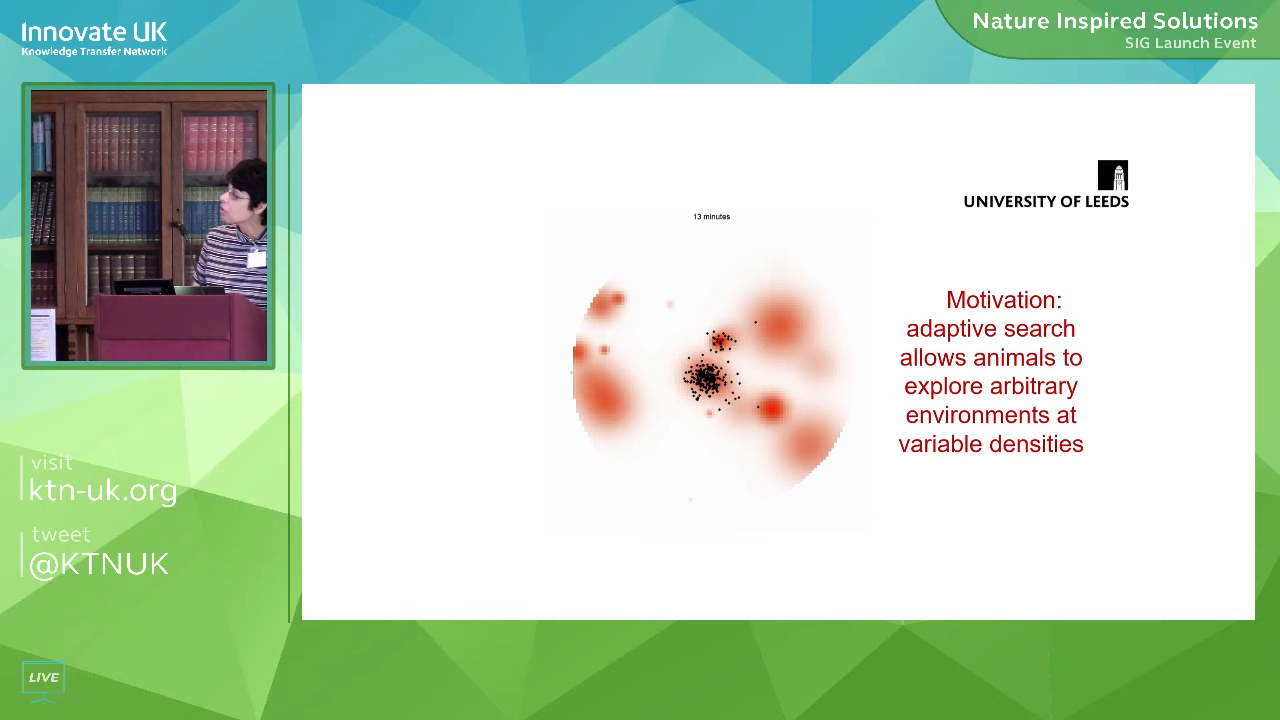 Innovate UK
Knowledge Transfer Network
Nature Inspired Solutions
SIG Launch Event
UNIVERSITY OF LEEDS
13 minutes
Motivation:
adaptive search
allows animals to
explore arbitrary
environments at
variable densities
visit
ktn-uk.org
tweet
@KTNUK
LIVE